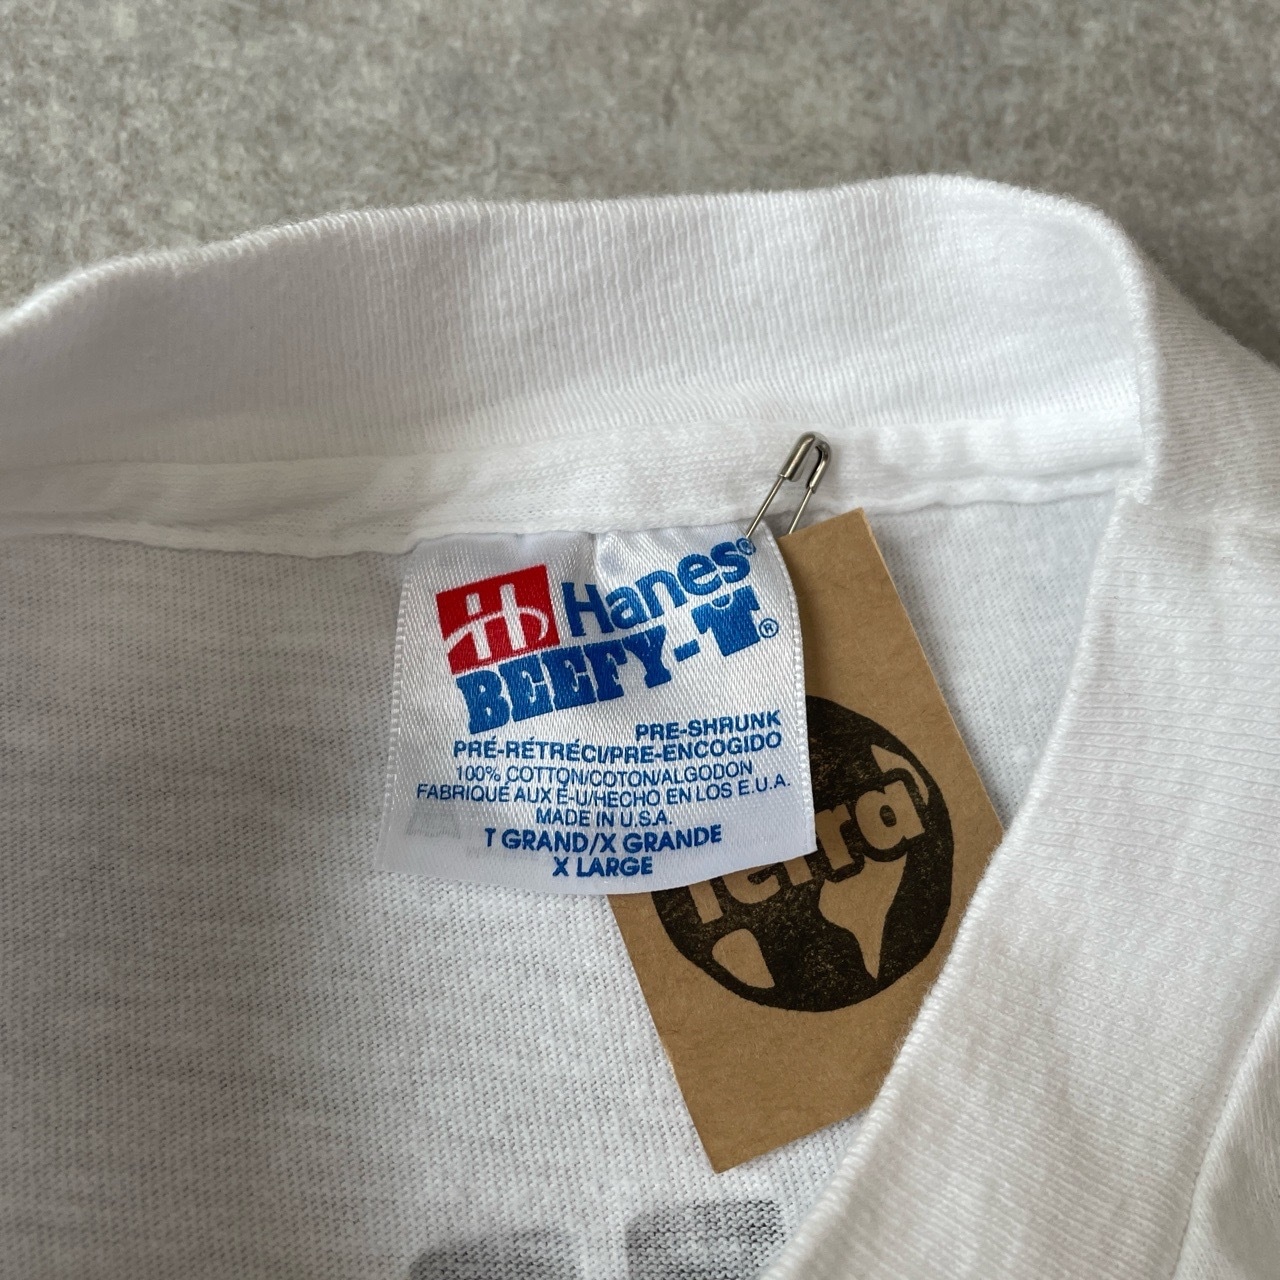 Hanes®
BEEFY-T®
PRE-SHRUNK
PRÉ-RÉTRÉCI/PRE-ENCOGIDO
100% COTTON/COTON/ALGODON
FABRIQUÉ AUX É-U/HECHO EN LOS E.U.A.
MADE IN U.S.A.
T GRAND/X GRANDE
X LARGE
Terra